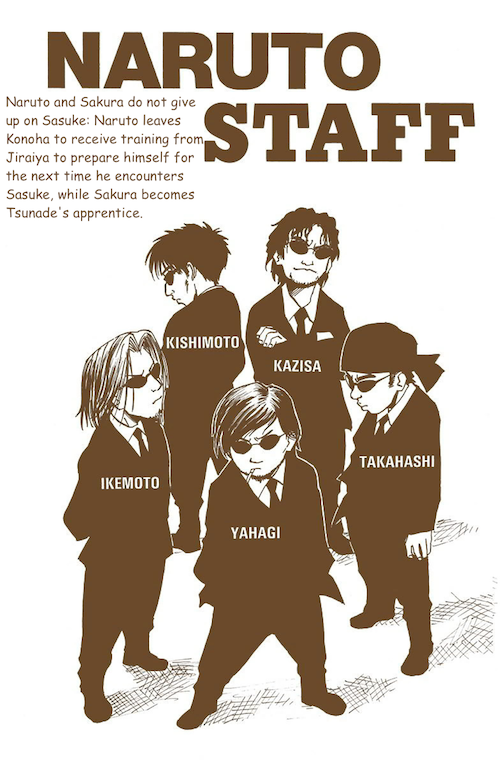 NARUTO
STAFF
Naruto and Sakura do not give
up on Sasuke: Naruto leaves
Konoha to receive training from
Jiraiya to prepare himself for
the next time he encounters
Sasuke, while Sakura becomes
Tsunade's apprentice.
KISHIMOTO
KAZISA
TAKAHASHI
IKEMOTO
YAHAGI